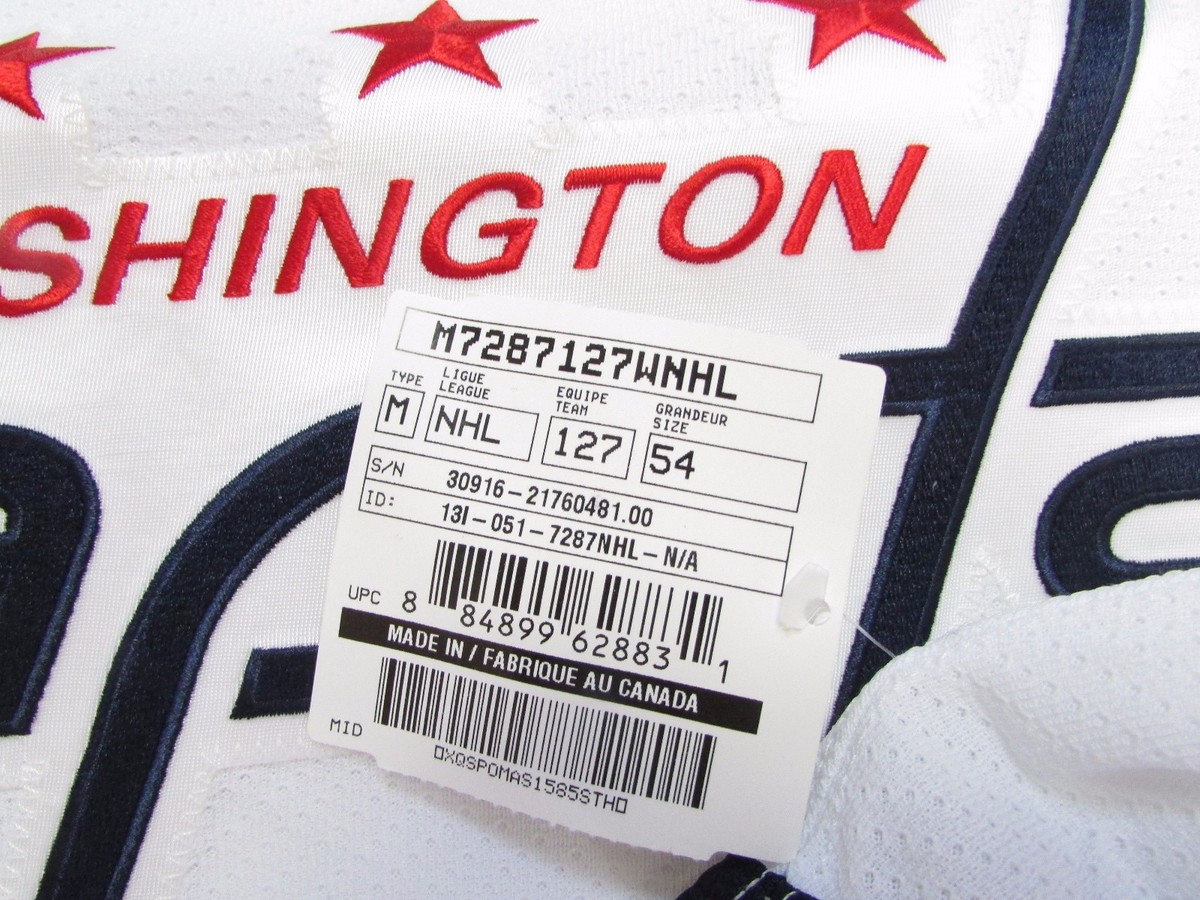 SHINGTON
M7287127WNHL
TYPE LIGUE LEAGUE EQUIPE TEAM GRANDEUR SIZE
M NHL 127 54
S/N 30916-21760481.00
ID: 13I-051-7287NHL-N/A
UPC 8 84899 62883 1
MADE IN / FABRIQUE AU CANADA
MID
0XQSPOMAS1585STH0